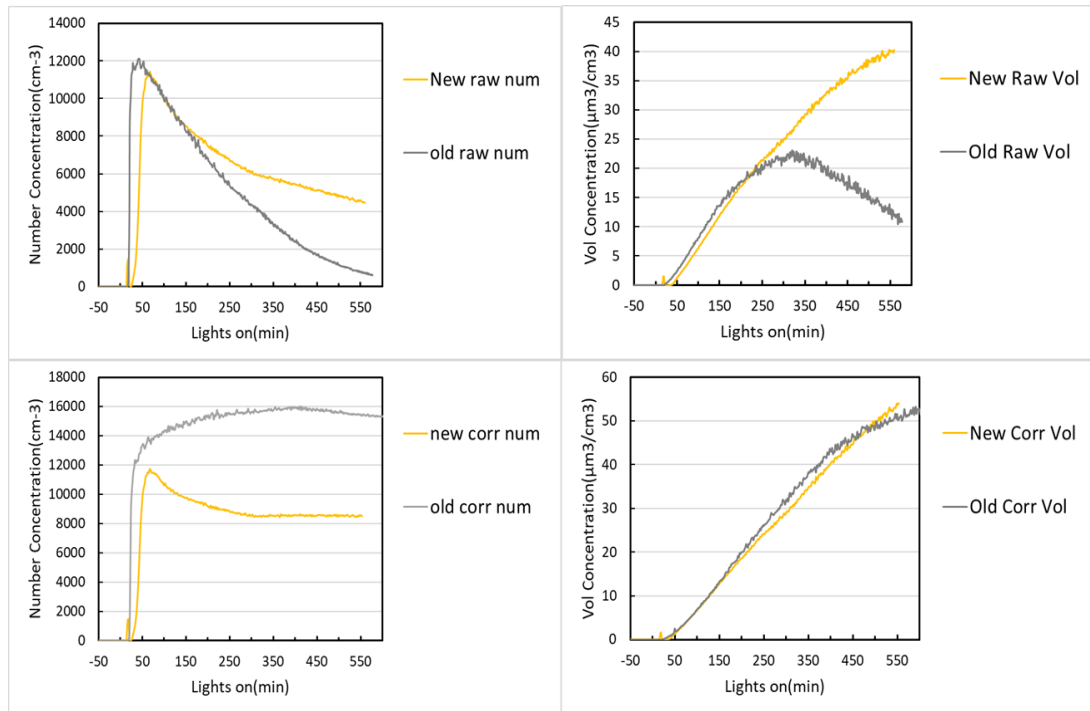 14000
12000
10000
8000
6000
4000
2000
0
-50 50 150 250 350 450 550
Number Concentration(cm-3)
Lights on(min)
New raw num
old raw num
45
40
35
30
25
20
15
10
5
0
-50 50 150 250 350 450 550
Vol Concentration(μm3/cm3)
Lights on(min)
New Raw Vol
Old Raw Vol
18000
16000
14000
12000
10000
8000
6000
4000
2000
0
-50 50 150 250 350 450 550
Number Concentration(cm-3)
Lights on(min)
new corr num
old corr num
60
50
40
30
20
10
0
-50 50 150 250 350 450 550
Vol Concentration(μm3/cm3)
Lights on(min)
New Corr Vol
Old Corr Vol